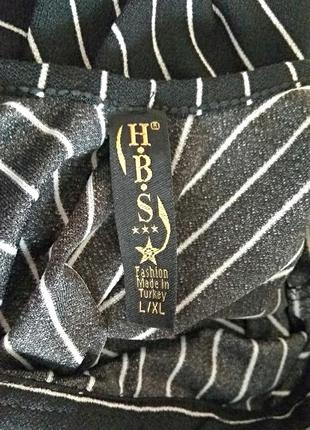 H®
B
S
★★★
Fashion
Made In
Turkey
L/XL